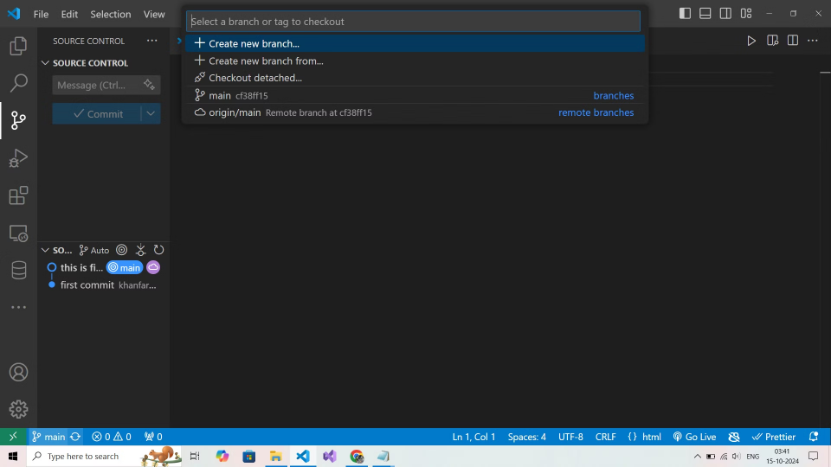 File Edit Selection View
Select a branch or tag to checkout
Create new branch...
Create new branch from...
Checkout detached...
main cf38ff15 branches
origin/main Remote branch at cf38ff15 remote branches
SOURCE CONTROL ···
SOURCE CONTROL
Message (Ctrl...
Commit
SO... Auto
this is fi... main
first commit khanfar...
main 0 0 0 Ln 1, Col 1 Spaces: 4 UTF-8 CRLF {} html Go Live Prettier
Type here to search ENG 03:41
15-10-2024